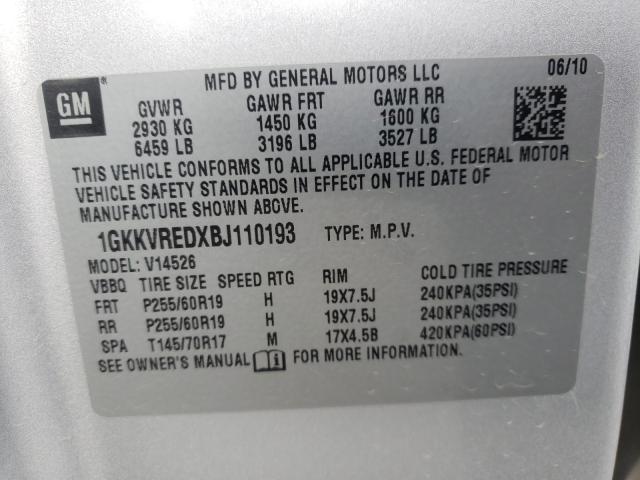 GM
MFD BY GENERAL MOTORS LLC 06/10
GVWR GAWR FRT GAWR RR
2930 KG 1450 KG 1600 KG
6459 LB 3196 LB 3527 LB
THIS VEHICLE CONFORMS TO ALL APPLICABLE U.S. FEDERAL MOTOR
VEHICLE SAFETY STANDARDS IN EFFECT ON THE DATE OF
MANUFACTURE SHOWN ABOVE.
1GKKVREDXBJ110193 TYPE: M.P.V.
MODEL: V14526
VBBQ TIRE SIZE SPEED RTG RIM COLD TIRE PRESSURE
FRT P255/60R19 H 19X7.5J 240KPA(35PSI)
RR P255/60R19 H 19X7.5J 240KPA(35PSI)
SPA T145/70R17 M 17X4.5B 420KPA(60PSI)
SEE OWNER'S MANUAL FOR MORE INFORMATION.